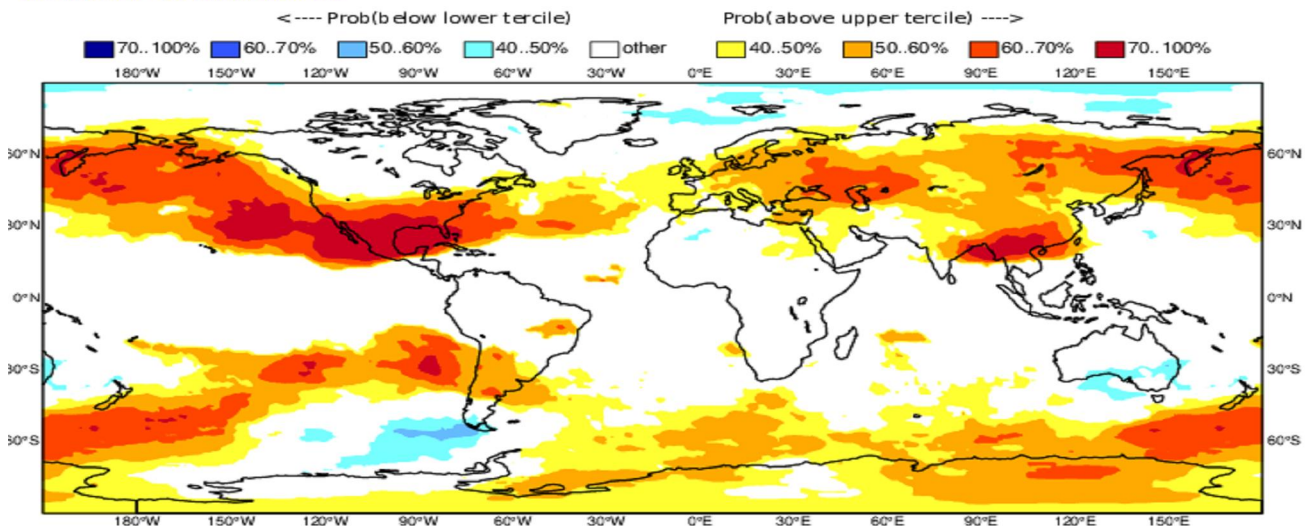 <---- Prob(below lower tercile) Prob(above upper tercile) ---->
70..100% 60..70% 50..60% 40..50% other 40..50% 50..60% 60..70% 70..100%
180°W 150°W 120°W 90°W 60°W 30°W 0°E 30°E 60°E 90°E 120°E 150°E
60°N 60°N
30°N 30°N
0°N 0°N
30°S 30°S
60°S 60°S
180°W 150°W 120°W 90°W 60°W 30°W 0°E 30°E 60°E 90°E 120°E 150°E